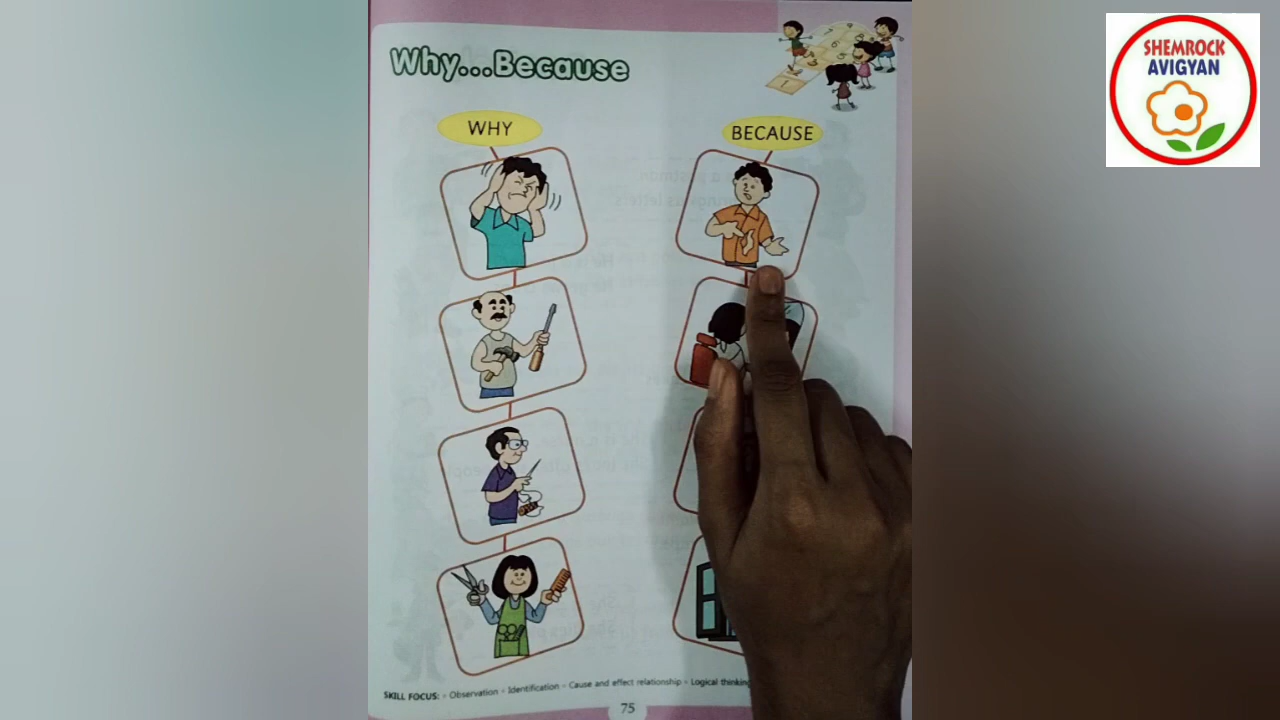 Why...Because
WHY
BECAUSE
SKILL FOCUS: • Observation • Identification • Cause and effect relationship • Logical thinking
75
SHEMROCK
AVIGYAN